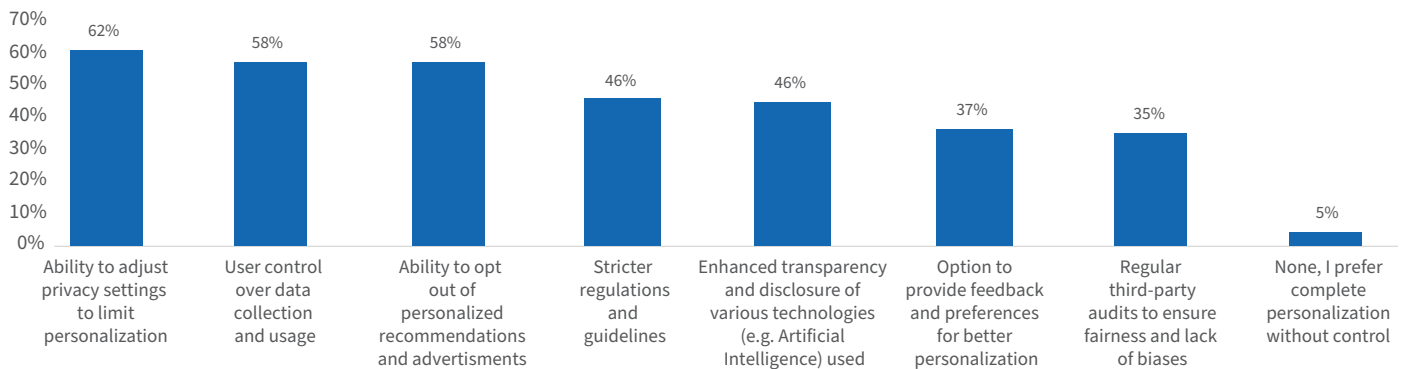 70%
60%
50%
40%
30%
20%
10%
0%
62%
58%
58%
46%
46%
37%
35%
5%
Ability to adjust
privacy settings
to limit
personalization
User control
over data
collection
and usage
Ability to opt
out of
personalized
recommendations
and advertisments
Stricter
regulations
and
guidelines
Enhanced transparency
and disclosure of
various technologies
(e.g. Artificial
Intelligence) used
Option to
provide feedback
and preferences
for better
personalization
Regular
third-party
audits to ensure
fairness and lack
of biases
None, I prefer
complete
personalization
without control